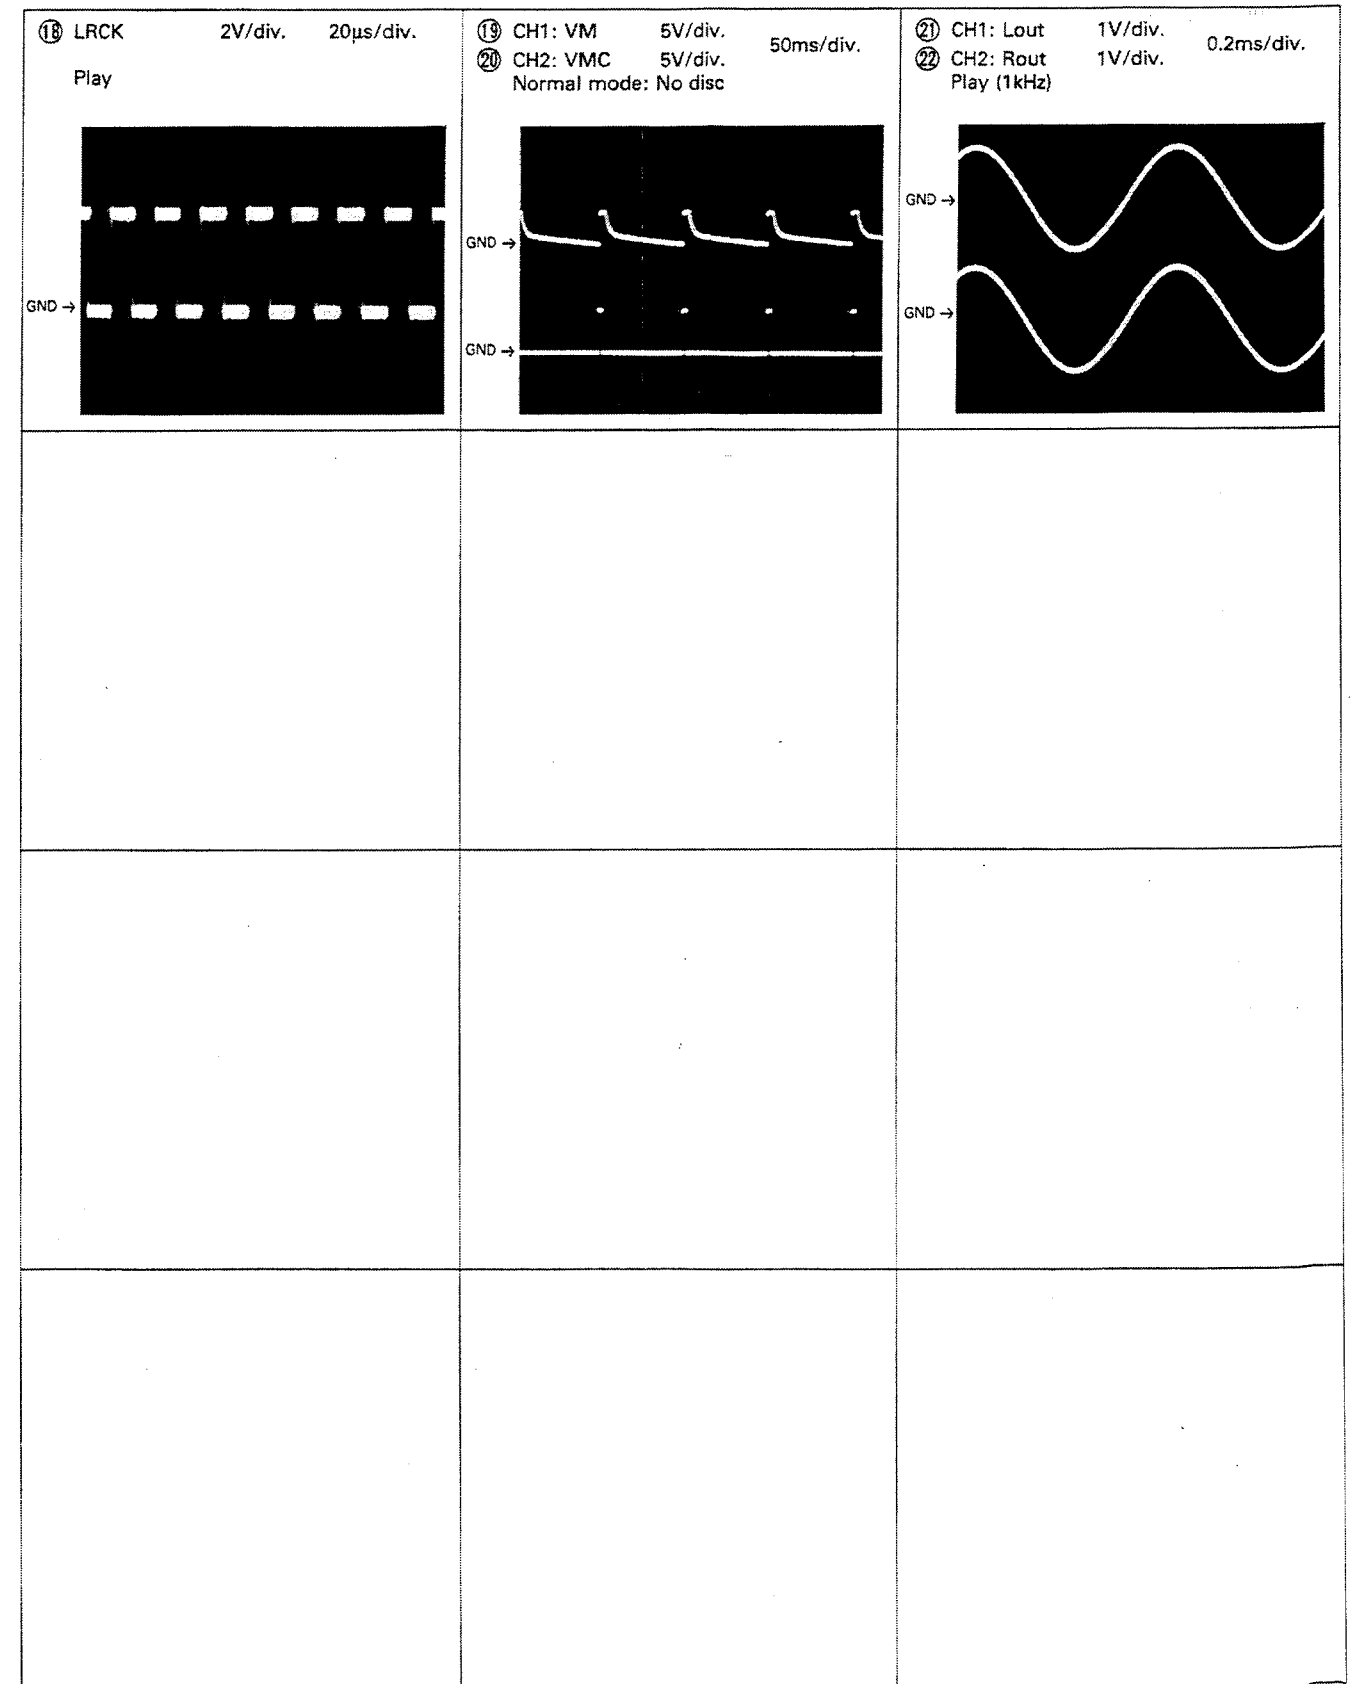 ⑱ LRCK 2V/div. 20μs/div.
Play
GND →
⑲ CH1: VM 5V/div. 50ms/div.
⑳ CH2: VMC 5V/div.
Normal mode: No disc
GND →
GND →
㉑ CH1: Lout 1V/div. 0.2ms/div.
㉒ CH2: Rout 1V/div.
Play (1kHz)
GND →
GND →